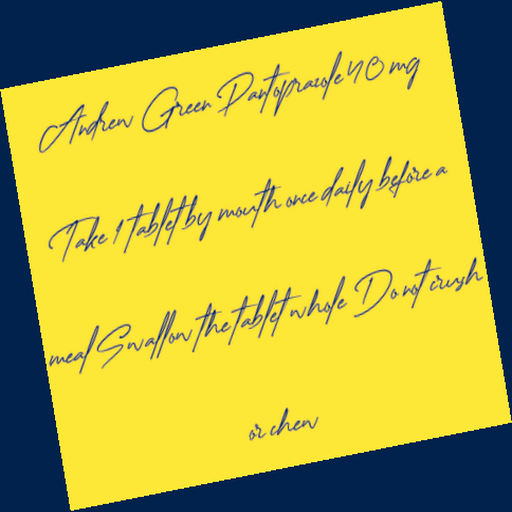 Andrew Green Pantoprazole 40 mg
Take 1 tablet by mouth once daily before a
meal Swallow the tablet whole Do not crush
or chew